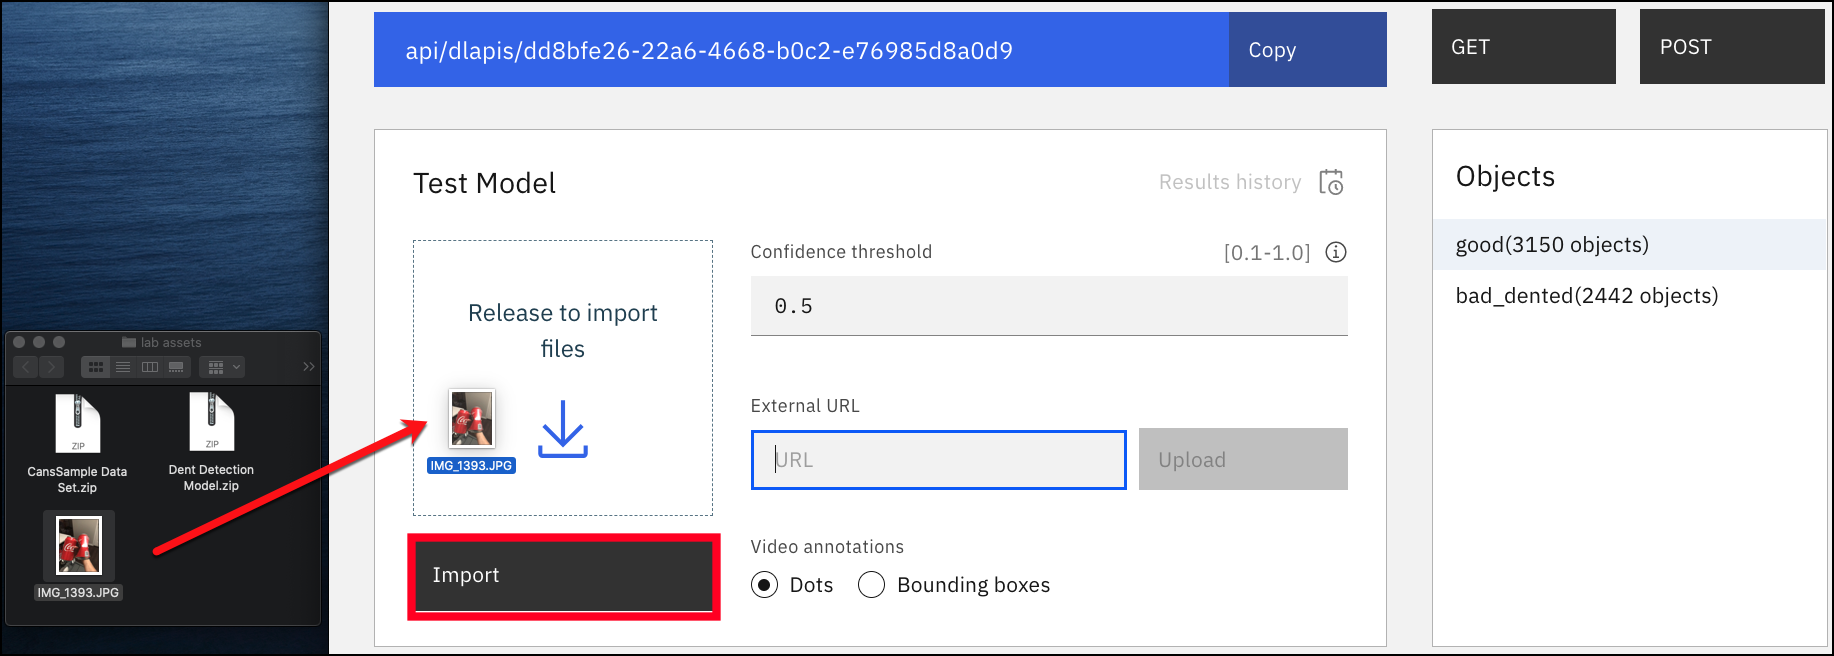 api/dlapis/dd8bfe26-22a6-4668-b0c2-e76985d8a0d9
Copy
GET
POST
Test Model
Results history
Release to import
files
IMG_1393.JPG
Import
Confidence threshold
[0.1-1.0]
0.5
External URL
URL
Upload
Video annotations
Dots
Bounding boxes
Objects
good(3150 objects)
bad_dented(2442 objects)
lab assets
ZIP
CansSample Data
Set.zip
ZIP
Dent Detection
Model.zip
IMG_1393.JPG